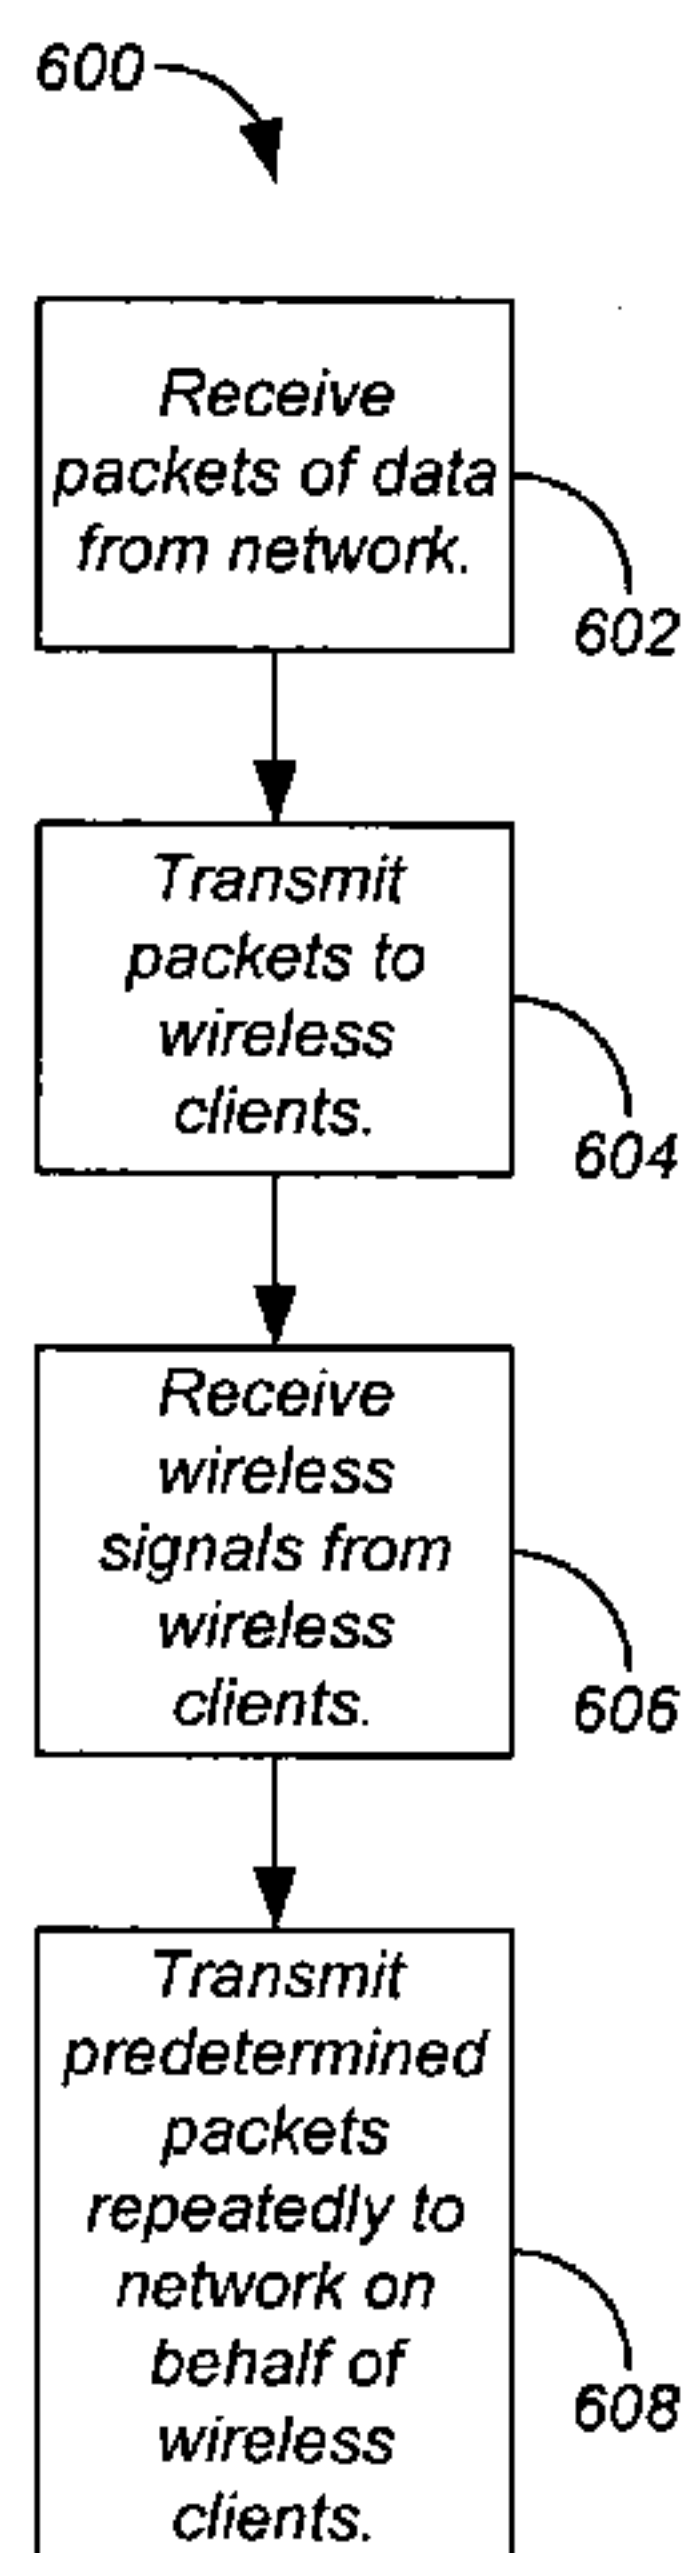 600
Receive
packets of data
from network.
602
Transmit
packets to
wireless
clients.
604
Receive
wireless
signals from
wireless
clients.
606
Transmit
predetermined
packets
repeatedly to
network on
behalf of
wireless
clients.
608